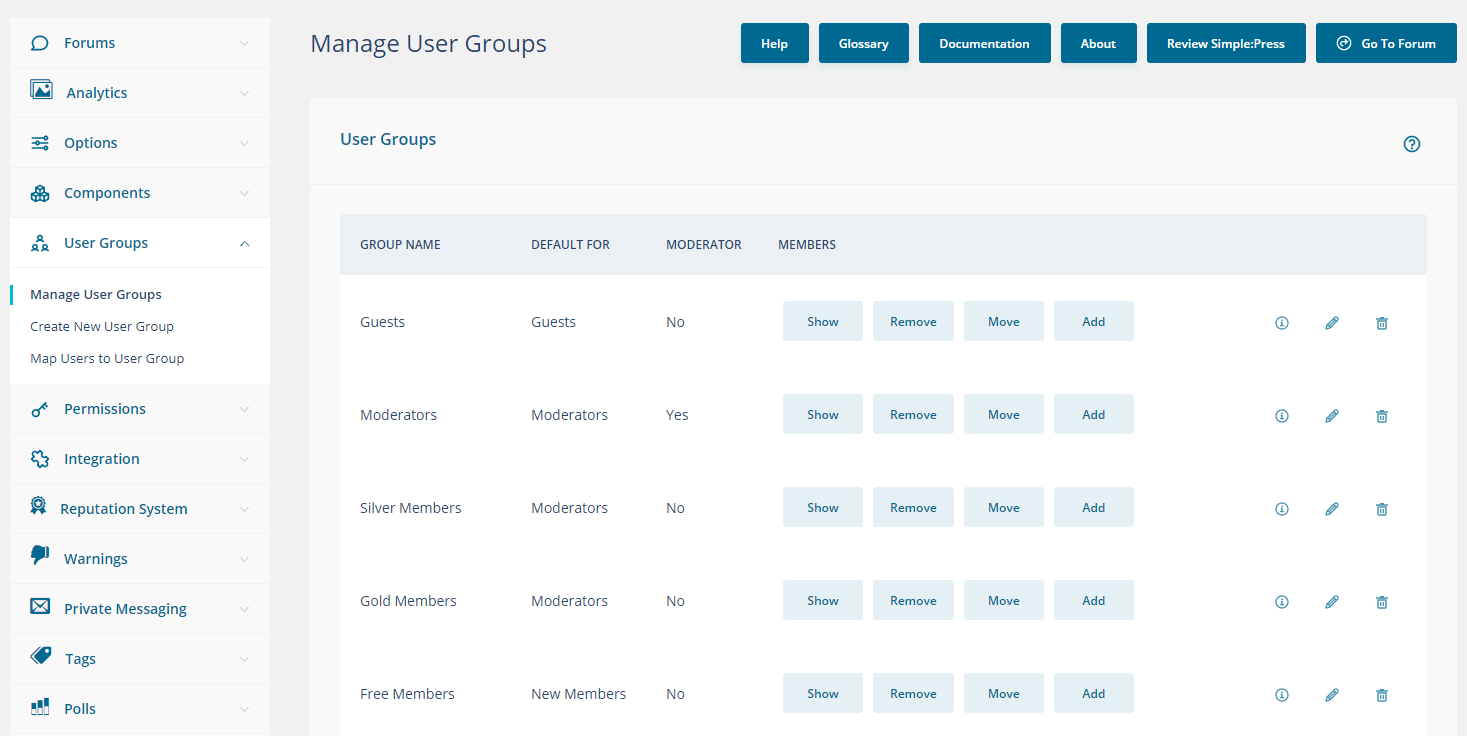 Forums
Analytics
Options
Components
User Groups
Manage User Groups
Create New User Group
Map Users to User Group
Permissions
Integration
Reputation System
Warnings
Private Messaging
Tags
Polls
Manage User Groups
Help Glossary Documentation About Review Simple:Press Go To Forum
User Groups
GROUP NAME DEFAULT FOR MODERATOR MEMBERS
Guests Guests No Show Remove Move Add
Moderators Moderators Yes Show Remove Move Add
Silver Members Moderators No Show Remove Move Add
Gold Members Moderators No Show Remove Move Add
Free Members New Members No Show Remove Move Add